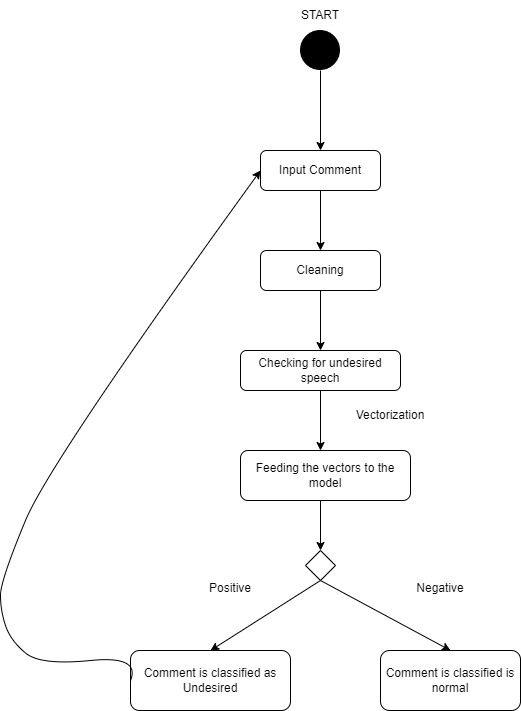 START
Input Comment
Cleaning
Checking for undesired
speech
Vectorization
Feeding the vectors to the
model
Positive
Negative
Comment is classified as
Undesired
Comment is classified is
normal